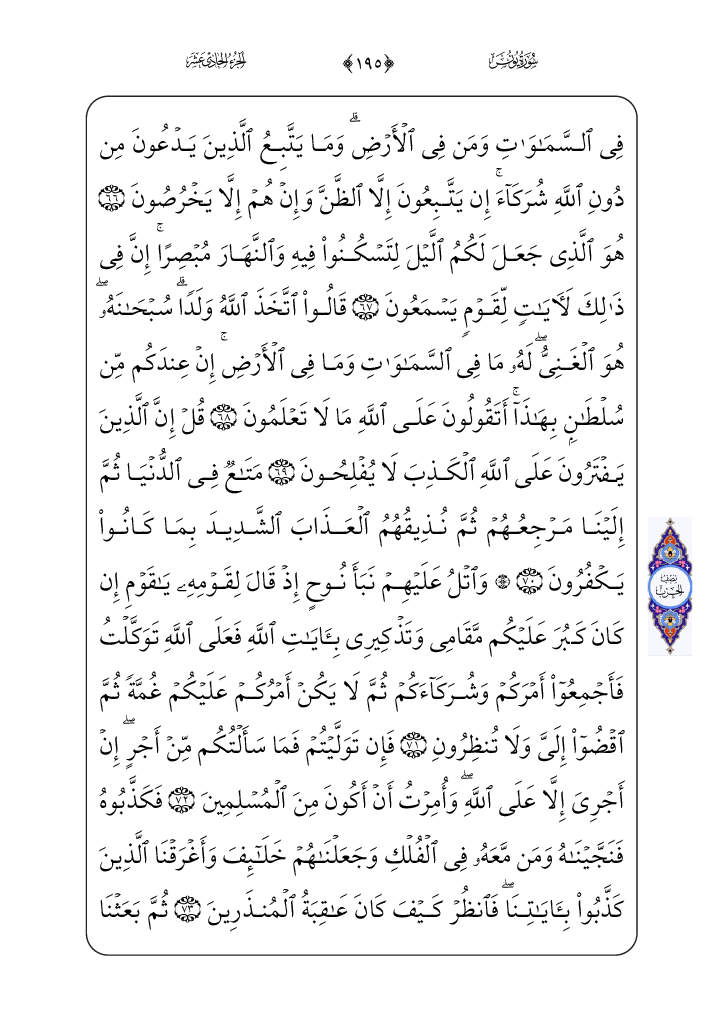 سُورَةُ يُونُسَ ﴿١٩٥﴾ الجُزْءُ الحَادِىَ عَشَرَ
فِى ٱلسَّمَـٰوَٰتِ وَمَن فِى ٱلْأَرْضِ ۗ وَمَا يَتَّبِعُ ٱلَّذِينَ يَدْعُونَ مِن
دُونِ ٱللَّهِ شُرَكَآءَ ۚ إِن يَتَّبِعُونَ إِلَّا ٱلظَّنَّ وَإِنْ هُمْ إِلَّا يَخْرُصُونَ ٦٦
هُوَ ٱلَّذِى جَعَلَ لَكُمُ ٱلَّيْلَ لِتَسْكُنُوا۟ فِيهِ وَٱلنَّهَارَ مُبْصِرًا ۚ إِنَّ فِى
ذَٰلِكَ لَـَٔايَـٰتٍ لِّقَوْمٍ يَسْمَعُونَ ٦٧ قَالُوا۟ ٱتَّخَذَ ٱللَّهُ وَلَدًا ۗ سُبْحَـٰنَهُۥ ۖ
هُوَ ٱلْغَنِىُّ ۖ لَهُۥ مَا فِى ٱلسَّمَـٰوَٰتِ وَمَا فِى ٱلْأَرْضِ ۚ إِنْ عِندَكُم مِّن
سُلْطَـٰنٍۭ بِهَـٰذَآ ۚ أَتَقُولُونَ عَلَى ٱللَّهِ مَا لَا تَعْلَمُونَ ٦٨ قُلْ إِنَّ ٱلَّذِينَ
يَفْتَرُونَ عَلَى ٱللَّهِ ٱلْكَذِبَ لَا يُفْلِحُونَ ٦٩ مَتَـٰعٌ فِى ٱلدُّنْيَا ثُمَّ
إِلَيْنَا مَرْجِعُهُمْ ثُمَّ نُذِيقُهُمُ ٱلْعَذَابَ ٱلشَّدِيدَ بِمَا كَانُوا۟
يَكْفُرُونَ ٧٠ ۞ وَٱتْلُ عَلَيْهِمْ نَبَأَ نُوحٍ إِذْ قَالَ لِقَوْمِهِۦ يَـٰقَوْمِ إِن
كَانَ كَبُرَ عَلَيْكُم مَّقَامِى وَتَذْكِيرِى بِـَٔايَـٰتِ ٱللَّهِ فَعَلَى ٱللَّهِ تَوَكَّلْتُ
فَأَجْمِعُوٓا۟ أَمْرَكُمْ وَشُرَكَآءَكُمْ ثُمَّ لَا يَكُنْ أَمْرُكُمْ عَلَيْكُمْ غُمَّةً ثُمَّ
ٱقْضُوٓا۟ إِلَىَّ وَلَا تُنظِرُونِ ٧١ فَإِن تَوَلَّيْتُمْ فَمَا سَأَلْتُكُم مِّنْ أَجْرٍ ۖ إِنْ
أَجْرِىَ إِلَّا عَلَى ٱللَّهِ ۖ وَأُمِرْتُ أَنْ أَكُونَ مِنَ ٱلْمُسْلِمِينَ ٧٢ فَكَذَّبُوهُ
فَنَجَّيْنَـٰهُ وَمَن مَّعَهُۥ فِى ٱلْفُلْكِ وَجَعَلْنَـٰهُمْ خَلَـٰٓئِفَ وَأَغْرَقْنَا ٱلَّذِينَ
كَذَّبُوا۟ بِـَٔايَـٰتِنَا ۖ فَٱنظُرْ كَيْفَ كَانَ عَـٰقِبَةُ ٱلْمُنذَرِينَ ٧٣ ثُمَّ بَعَثْنَا
نِصْفُ
الحِزْبِ